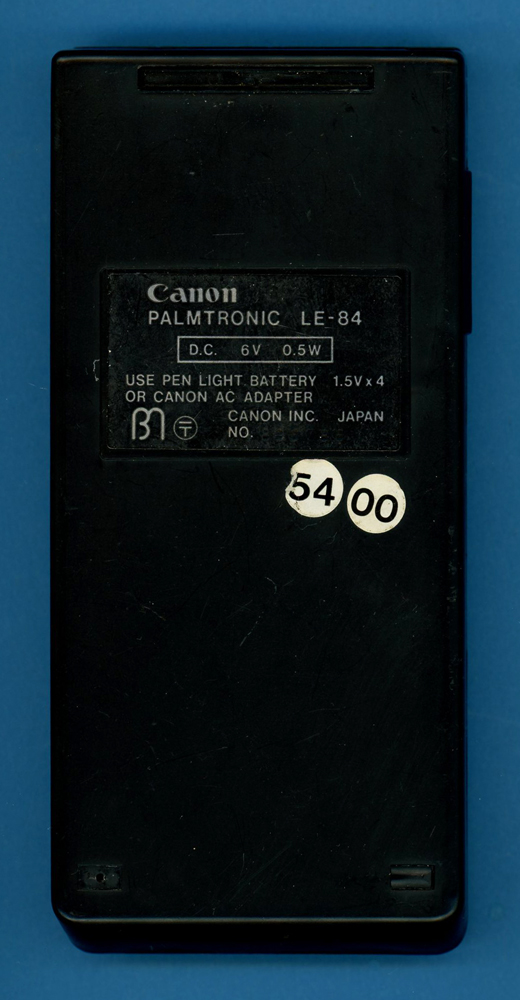 Canon
PALMTRONIC LE-84
D.C. 6V 0.5W
USE PEN LIGHT BATTERY 1.5V x 4
OR CANON AC ADAPTER
CANON INC. JAPAN
NO.
54 00